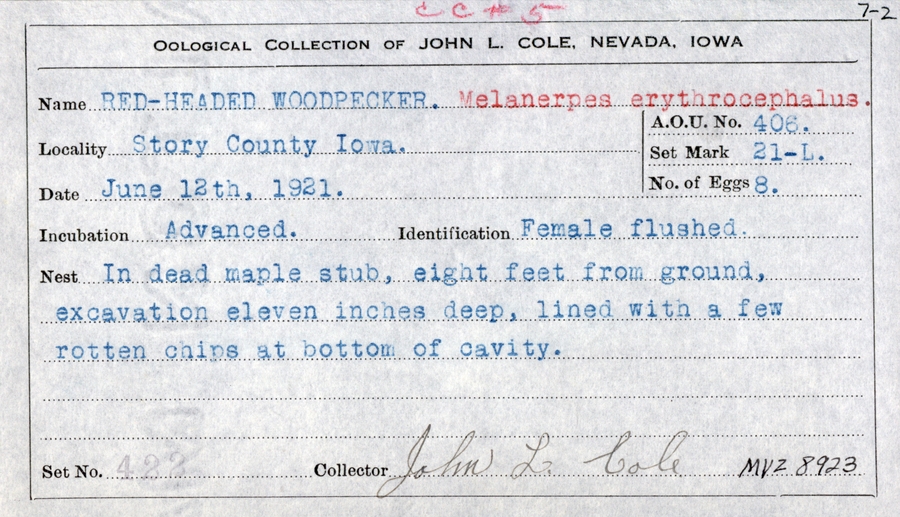 CC#5
7-2
OOLOGICAL COLLECTION OF JOHN L. COLE, NEVADA, IOWA
Name RED-HEADED WOODPECKER. Melanerpes erythrocephalus.
A.O.U. No. 406.
Locality Story County Iowa.
Set Mark 21-L.
Date June 12th, 1921.
No. of Eggs 8.
Incubation Advanced. Identification Female flushed.
Nest In dead maple stub, eight feet from ground,
excavation eleven inches deep, lined with a few
rotten chips at bottom of cavity.
Set No. 422 Collector John L. Cole MVZ 8923